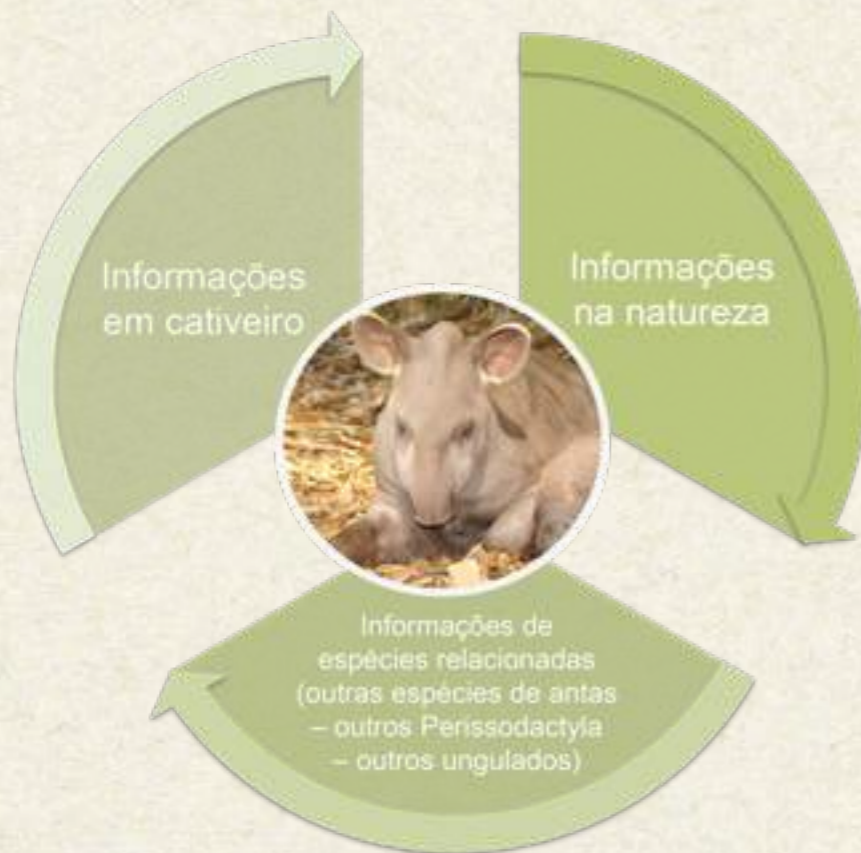 Informações
em cativeiro
Informações
na natureza
Informações de
espécies relacionadas
(outras espécies de antas
– outros Perissodactyla
– outros ungulados)